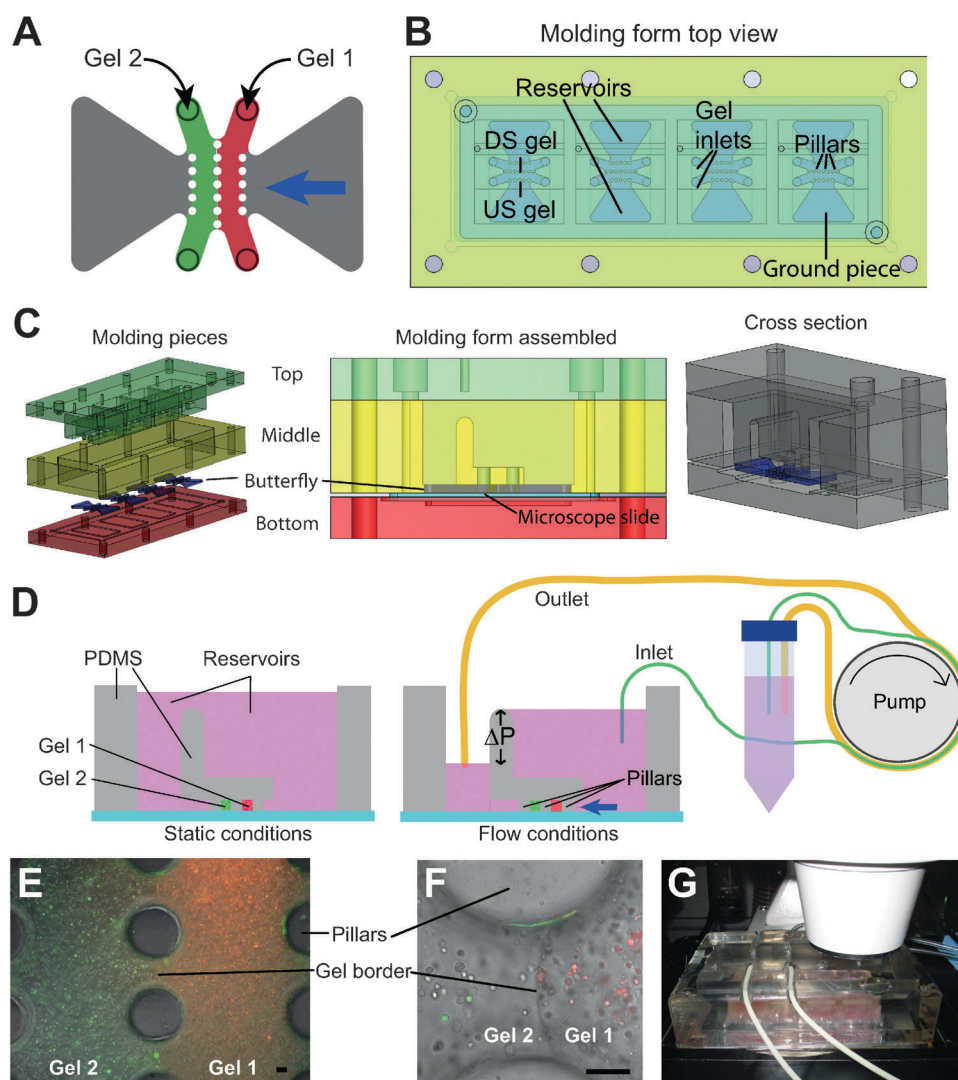 A
Gel 2
Gel 1
B
Molding form top view
Reservoirs
Gel
inlets
DS gel
Pillars
US gel
Ground piece
C
Molding pieces
Molding form assembled
Cross section
Top
Middle
Butterfly
Bottom
Microscope slide
D
Outlet
PDMS
Reservoirs
Inlet
Pump
ΔP
Gel 1
Gel 2
Pillars
Static conditions
Flow conditions
E
F
G
Pillars
Gel border
Gel 2
Gel 1
Gel 2
Gel 1